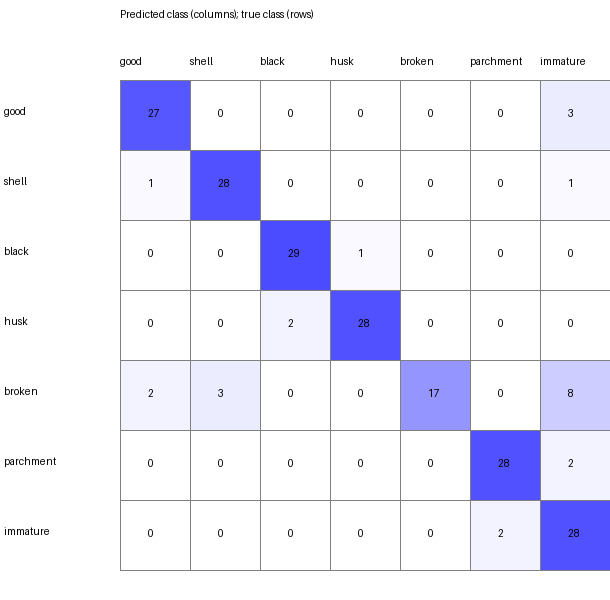 Predicted class (columns); true class (rows)
good shell black husk broken parchment immature
good 27 0 0 0 0 0 3
shell 1 28 0 0 0 0 1
black 0 0 29 1 0 0 0
husk 0 0 2 28 0 0 0
broken 2 3 0 0 17 0 8
parchment 0 0 0 0 0 28 2
immature 0 0 0 0 0 2 28